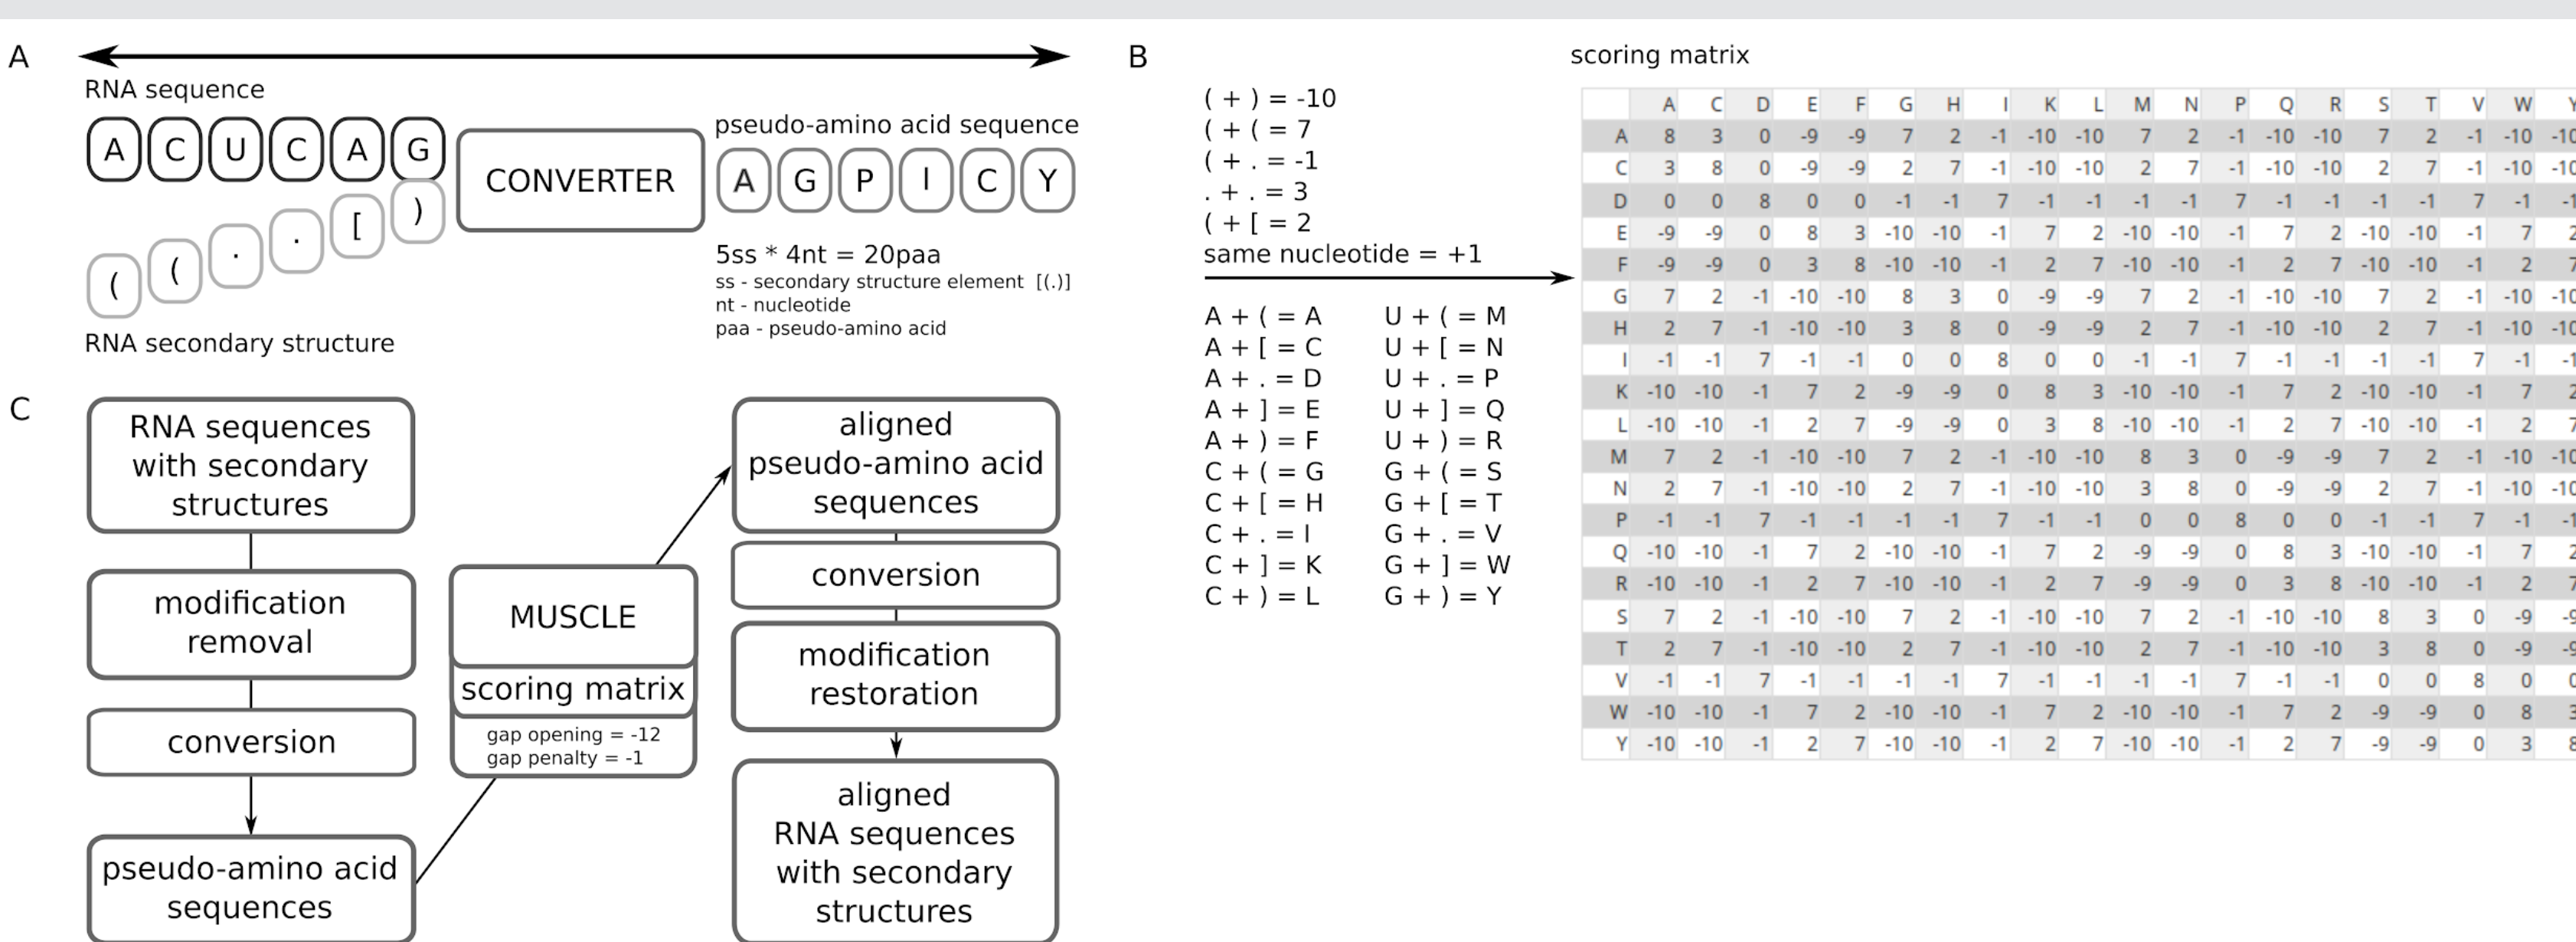 A
RNA sequence
A C U C A G
( ( . . [ )
RNA secondary structure
CONVERTER
pseudo-amino acid sequence
A G P I C Y
5ss * 4nt = 20paa
ss - secondary structure element [(.)]
nt - nucleotide
paa - pseudo-amino acid
B
( + ) = -10
( + ( = 7
( + . = -1
. + . = 3
( + [ = 2
same nucleotide = +1
A + ( = A U + ( = M
A + [ = C U + [ = N
A + . = D U + . = P
A + ] = E U + ] = Q
A + ) = F U + ) = R
C + ( = G G + ( = S
C + [ = H G + [ = T
C + . = I G + . = V
C + ] = K G + ] = W
C + ) = L G + ) = Y
scoring matrix
A C D E F G H I K L M N P Q R S T V W Y
A 8 3 0 -9 -9 7 2 -1 -10 -10 7 2 -1 -10 -10 7 2 -1 -10 -10
C 3 8 0 -9 -9 2 7 -1 -10 -10 2 7 -1 -10 -10 2 7 -1 -10 -10
D 0 0 8 0 0 -1 -1 7 -1 -1 -1 -1 7 -1 -1 -1 -1 7 -1 -1
E -9 -9 0 8 3 -10 -10 -1 7 2 -10 -10 -1 7 2 -10 -10 -1 7 2
F -9 -9 0 3 8 -10 -10 -1 2 7 -10 -10 -1 2 7 -10 -10 -1 2 7
G 7 2 -1 -10 -10 8 3 0 -9 -9 7 2 -1 -10 -10 7 2 -1 -10 -10
H 2 7 -1 -10 -10 3 8 0 -9 -9 2 7 -1 -10 -10 2 7 -1 -10 -10
I -1 -1 7 -1 -1 0 0 8 0 0 -1 -1 7 -1 -1 -1 -1 7 -1 -1
K -10 -10 -1 7 2 -9 -9 0 8 3 -10 -10 -1 7 2 -10 -10 -1 7 2
L -10 -10 -1 2 7 -9 -9 0 3 8 -10 -10 -1 2 7 -10 -10 -1 2 7
M 7 2 -1 -10 -10 7 2 -1 -10 -10 8 3 0 -9 -9 7 2 -1 -10 -10
N 2 7 -1 -10 -10 2 7 -1 -10 -10 3 8 0 -9 -9 2 7 -1 -10 -10
P -1 -1 7 -1 -1 -1 -1 7 -1 -1 0 0 8 0 0 -1 -1 7 -1 -1
Q -10 -10 -1 7 2 -10 -10 -1 7 2 -9 -9 0 8 3 -10 -10 -1 7 2
R -10 -10 -1 2 7 -10 -10 -1 2 7 -9 -9 0 3 8 -10 -10 -1 2 7
S 7 2 -1 -10 -10 7 2 -1 -10 -10 7 2 -1 -10 -10 8 3 0 -9 -9
T 2 7 -1 -10 -10 2 7 -1 -10 -10 2 7 -1 -10 -10 3 8 0 -9 -9
V -1 -1 7 -1 -1 -1 -1 7 -1 -1 -1 -1 7 -1 -1 0 0 8 0 0
W -10 -10 -1 7 2 -10 -10 -1 7 2 -10 -10 -1 7 2 -9 -9 0 8 3
Y -10 -10 -1 2 7 -10 -10 -1 2 7 -10 -10 -1 2 7 -9 -9 0 3 8
C
RNA sequences
with secondary
structures
modification
removal
conversion
pseudo-amino acid
sequences
MUSCLE
scoring matrix
gap opening = -12
gap penalty = -1
aligned
pseudo-amino acid
sequences
conversion
modification
restoration
aligned
RNA sequences
with secondary
structures